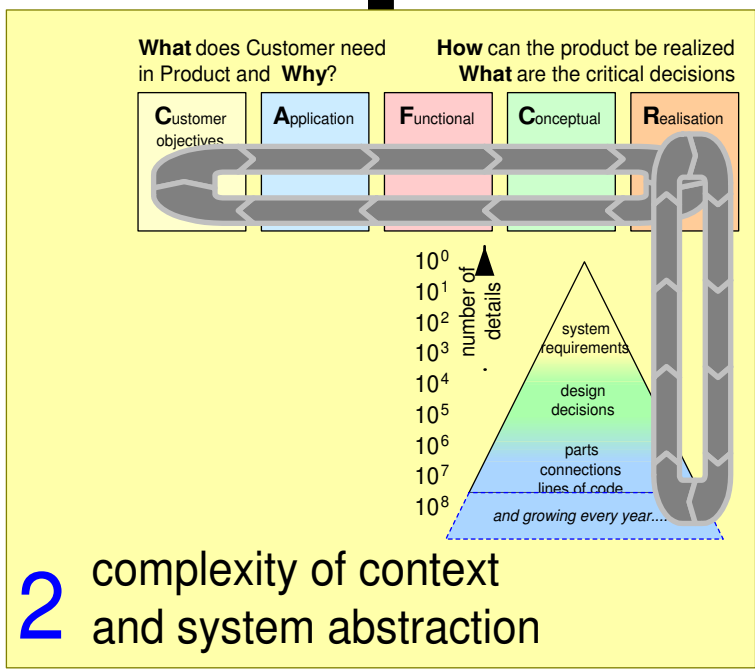 What does Customer need
in Product and Why?
How can the product be realized
What are the critical decisions
Customer
objectives
Application
Functional
Conceptual
Realisation
10⁰
10¹
10²
10³
10⁴
10⁵
10⁶
10⁷
10⁸
number of
details
system
requirements
design
decisions
parts
connections
lines of code
and growing every year....
2
complexity of context
and system abstraction